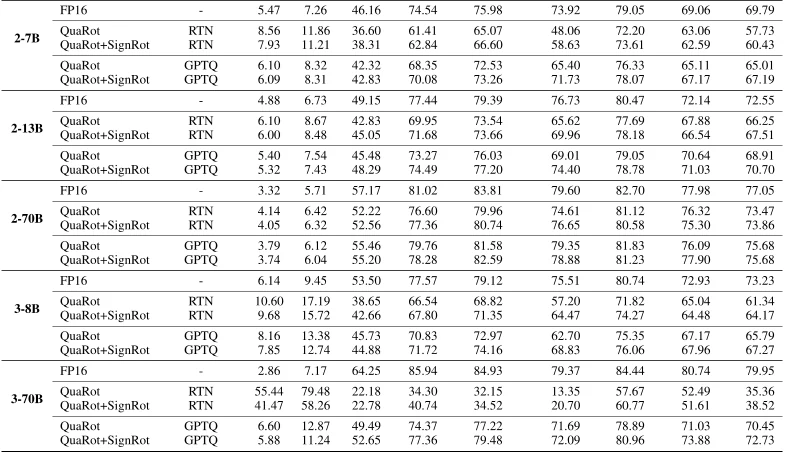 FP16 - 5.47 7.26 46.16 74.54 75.98 73.92 79.05 69.06 69.79
2-7B
QuaRot RTN 8.56 11.86 36.60 61.41 65.07 48.06 72.20 63.06 57.73
QuaRot+SignRot RTN 7.93 11.21 38.31 62.84 66.60 58.63 73.61 62.59 60.43
QuaRot GPTQ 6.10 8.32 42.32 68.35 72.53 65.40 76.33 65.11 65.01
QuaRot+SignRot GPTQ 6.09 8.31 42.83 70.08 73.26 71.73 78.07 67.17 67.19
FP16 - 4.88 6.73 49.15 77.44 79.39 76.73 80.47 72.14 72.55
2-13B
QuaRot RTN 6.10 8.67 42.83 69.95 73.54 65.62 77.69 67.88 66.25
QuaRot+SignRot RTN 6.00 8.48 45.05 71.68 73.66 69.96 78.18 66.54 67.51
QuaRot GPTQ 5.40 7.54 45.48 73.27 76.03 69.01 79.05 70.64 68.91
QuaRot+SignRot GPTQ 5.32 7.43 48.29 74.49 77.20 74.40 78.78 71.03 70.70
FP16 - 3.32 5.71 57.17 81.02 83.81 79.60 82.70 77.98 77.05
2-70B
QuaRot RTN 4.14 6.42 52.22 76.60 79.96 74.61 81.12 76.32 73.47
QuaRot+SignRot RTN 4.05 6.32 52.56 77.36 80.74 76.65 80.58 75.30 73.86
QuaRot GPTQ 3.79 6.12 55.46 79.76 81.58 79.35 81.83 76.09 75.68
QuaRot+SignRot GPTQ 3.74 6.04 55.20 78.28 82.59 78.88 81.23 77.90 75.68
FP16 - 6.14 9.45 53.50 77.57 79.12 75.51 80.74 72.93 73.23
3-8B
QuaRot RTN 10.60 17.19 38.65 66.54 68.82 57.20 71.82 65.04 61.34
QuaRot+SignRot RTN 9.68 15.72 42.66 67.80 71.35 64.47 74.27 64.48 64.17
QuaRot GPTQ 8.16 13.38 45.73 70.83 72.97 62.70 75.35 67.17 65.79
QuaRot+SignRot GPTQ 7.85 12.74 44.88 71.72 74.16 68.83 76.06 67.96 67.27
FP16 - 2.86 7.17 64.25 85.94 84.93 79.37 84.44 80.74 79.95
3-70B
QuaRot RTN 55.44 79.48 22.18 34.30 32.15 13.35 57.67 52.49 35.36
QuaRot+SignRot RTN 41.47 58.26 22.78 40.74 34.52 20.70 60.77 51.61 38.52
QuaRot GPTQ 6.60 12.87 49.49 74.37 77.22 71.69 78.89 71.03 70.45
QuaRot+SignRot GPTQ 5.88 11.24 52.65 77.36 79.48 72.09 80.96 73.88 72.73